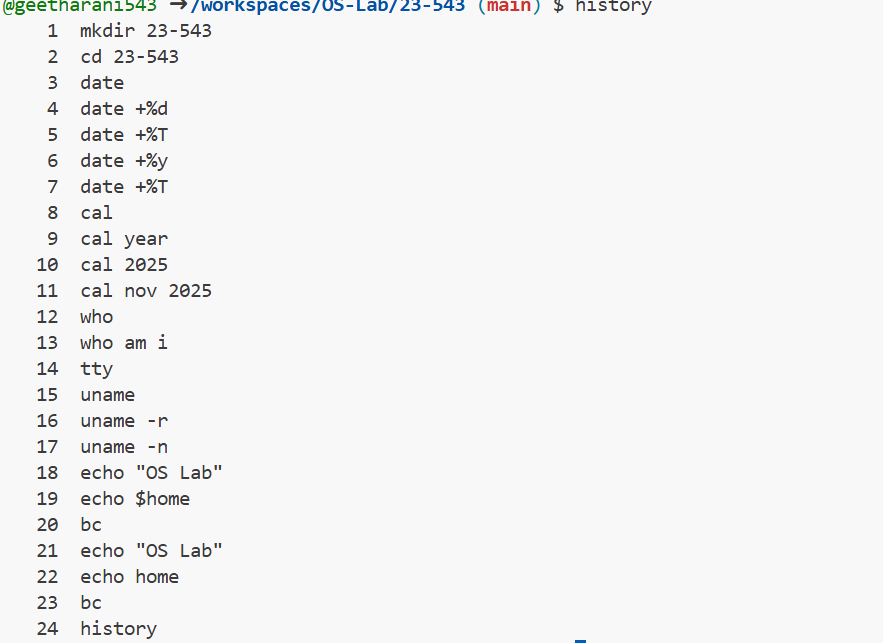 @geetharani543 ➜/workspaces/OS-Lab/23-543 (main) $ history
1 mkdir 23-543
2 cd 23-543
3 date
4 date +%d
5 date +%T
6 date +%y
7 date +%T
8 cal
9 cal year
10 cal 2025
11 cal nov 2025
12 who
13 who am i
14 tty
15 uname
16 uname -r
17 uname -n
18 echo "OS Lab"
19 echo $home
20 bc
21 echo "OS Lab"
22 echo home
23 bc
24 history